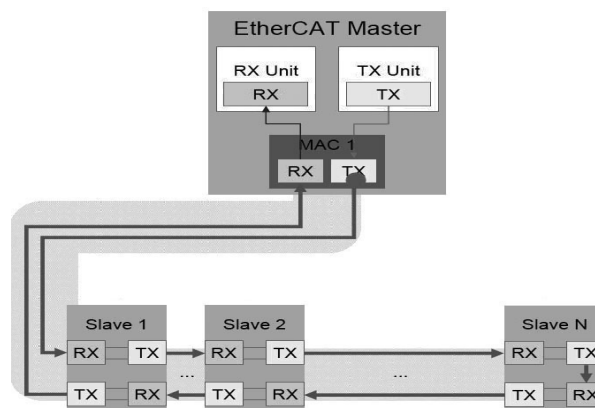 EtherCAT Master
RX Unit TX Unit
RX TX
MAC 1
RX TX
Slave 1 Slave 2 Slave N
RX TX RX TX RX TX
... ...
TX RX TX RX TX RX